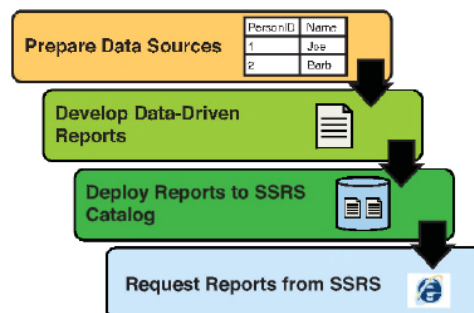 Prepare Data Sources
PersonID Name
1 Joe
2 Barb
Develop Data-Driven
Reports
Deploy Reports to SSRS
Catalog
Request Reports from SSRS